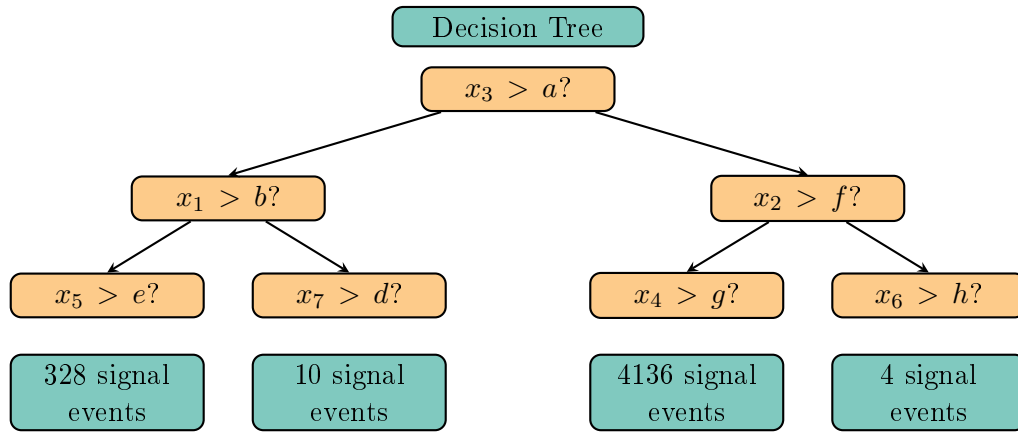 Decision Tree
x₃ > a?
x₁ > b?
x₂ > f?
x₅ > e?
x₇ > d?
x₄ > g?
x₆ > h?
328 signal
events
10 signal
events
4136 signal
events
4 signal
events